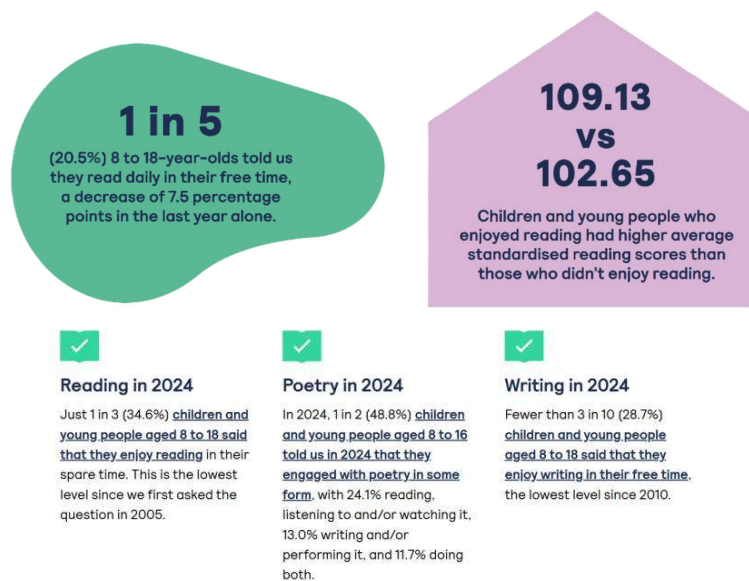 1 in 5
(20.5%) 8 to 18-year-olds told us
they read daily in their free time,
a decrease of 7.5 percentage
points in the last year alone.
109.13
vs
102.65
Children and young people who
enjoyed reading had higher average
standardised reading scores than
those who didn't enjoy reading.
Reading in 2024
Just 1 in 3 (34.6%) children and
young people aged 8 to 18 said
that they enjoy reading in their
spare time. This is the lowest
level since we first asked the
question in 2005.
Poetry in 2024
In 2024, 1 in 2 (48.8%) children
and young people aged 8 to 16
told us in 2024 that they
engaged with poetry in some
form, with 24.1% reading,
listening to and/or watching it,
13.0% writing and/or
performing it, and 11.7% doing
both.
Writing in 2024
Fewer than 3 in 10 (28.7%)
children and young people
aged 8 to 18 said that they
enjoy writing in their free time,
the lowest level since 2010.